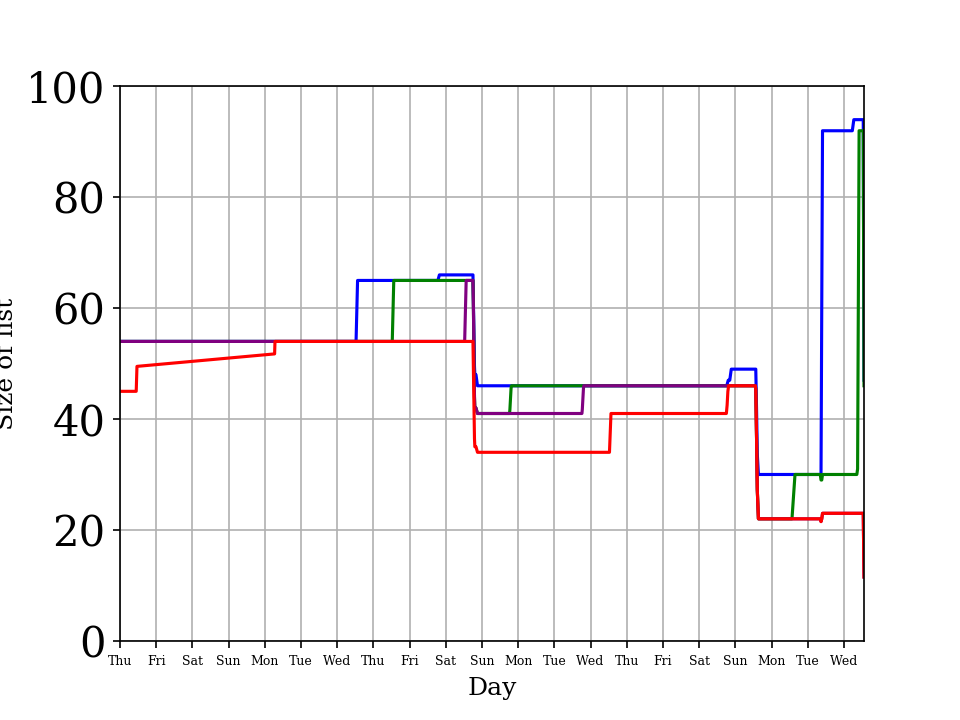 100
80
60
40
20
0
Size of list
Thu Fri Sat Sun Mon Tue Wed Thu Fri Sat Sun Mon Tue Wed Thu Fri Sat Sun Mon Tue Wed
Day